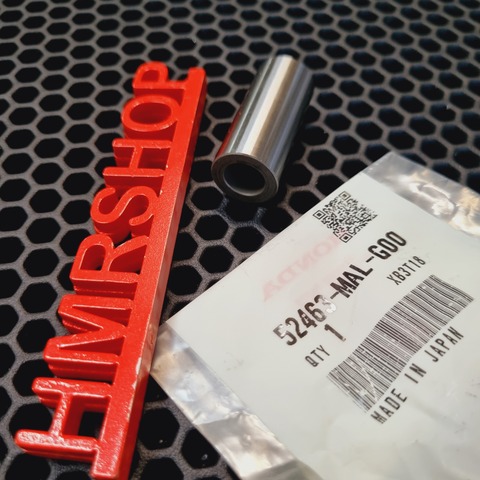 HMRSHOP
HONDA
52463-MAL-G00
XB3T18
QTY 1
MADE IN JAPAN